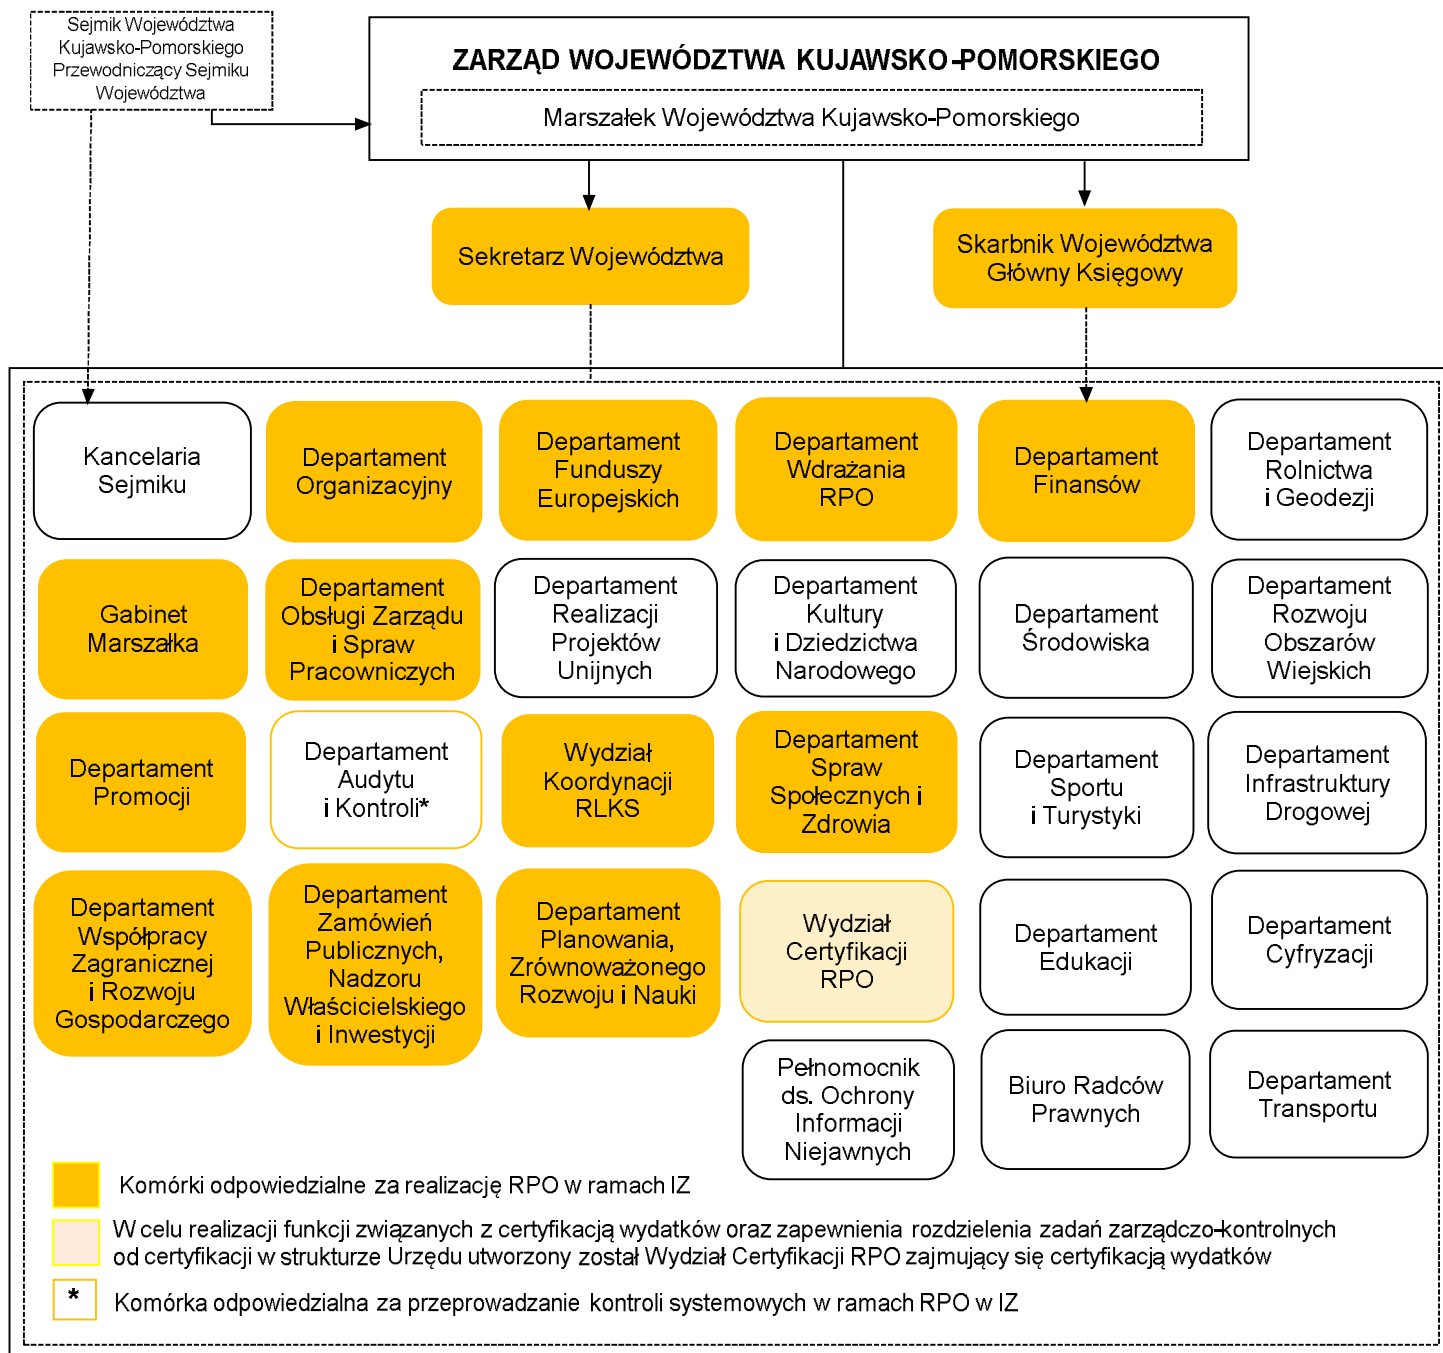 Sejmik Województwa
Kujawsko-Pomorskiego
Przewodniczący Sejmiku
Województwa
ZARZĄD WOJEWÓDZTWA KUJAWSKO-POMORSKIEGO
Marszałek Województwa Kujawsko-Pomorskiego
Sekretarz Województwa
Skarbnik Województwa
Główny Księgowy
Kancelaria
Sejmiku
Departament
Organizacyjny
Departament
Funduszy
Europejskich
Departament
Wdrażania
RPO
Departament
Finansów
Departament
Rolnictwa
i Geodezji
Gabinet
Marszałka
Departament
Obsługi Zarządu
i Spraw
Pracowniczych
Departament
Realizacji
Projektów
Unijnych
Departament
Kultury
i Dziedzictwa
Narodowego
Departament
Środowiska
Departament
Rozwoju
Obszarów
Wiejskich
Departament
Promocji
Departament
Audytu
i Kontroli*
Wydział
Koordynacji
RLKS
Departament
Spraw
Społecznych i
Zdrowia
Departament
Sportu
i Turystyki
Departament
Infrastruktury
Drogowej
Departament
Współpracy
Zagranicznej
i Rozwoju
Gospodarczego
Departament
Zamówień
Publicznych,
Nadzoru
Właścicielskiego
i Inwestycji
Departament
Planowania,
Zrównoważonego
Rozwoju i Nauki
Wydział
Certyfikacji
RPO
Departament
Edukacji
Departament
Cyfryzacji
Pełnomocnik
ds. Ochrony
Informacji
Niejawnych
Biuro Radców
Prawnych
Departament
Transportu
Komórki odpowiedzialne za realizację RPO w ramach IZ
W celu realizacji funkcji związanych z certyfikacją wydatków oraz zapewnienia rozdzielenia zadań zarządczo-kontrolnych
od certyfikacji w strukturze Urzędu utworzony został Wydział Certyfikacji RPO zajmujący się certyfikacją wydatków
* Komórka odpowiedzialna za przeprowadzanie kontroli systemowych w ramach RPO w IZ